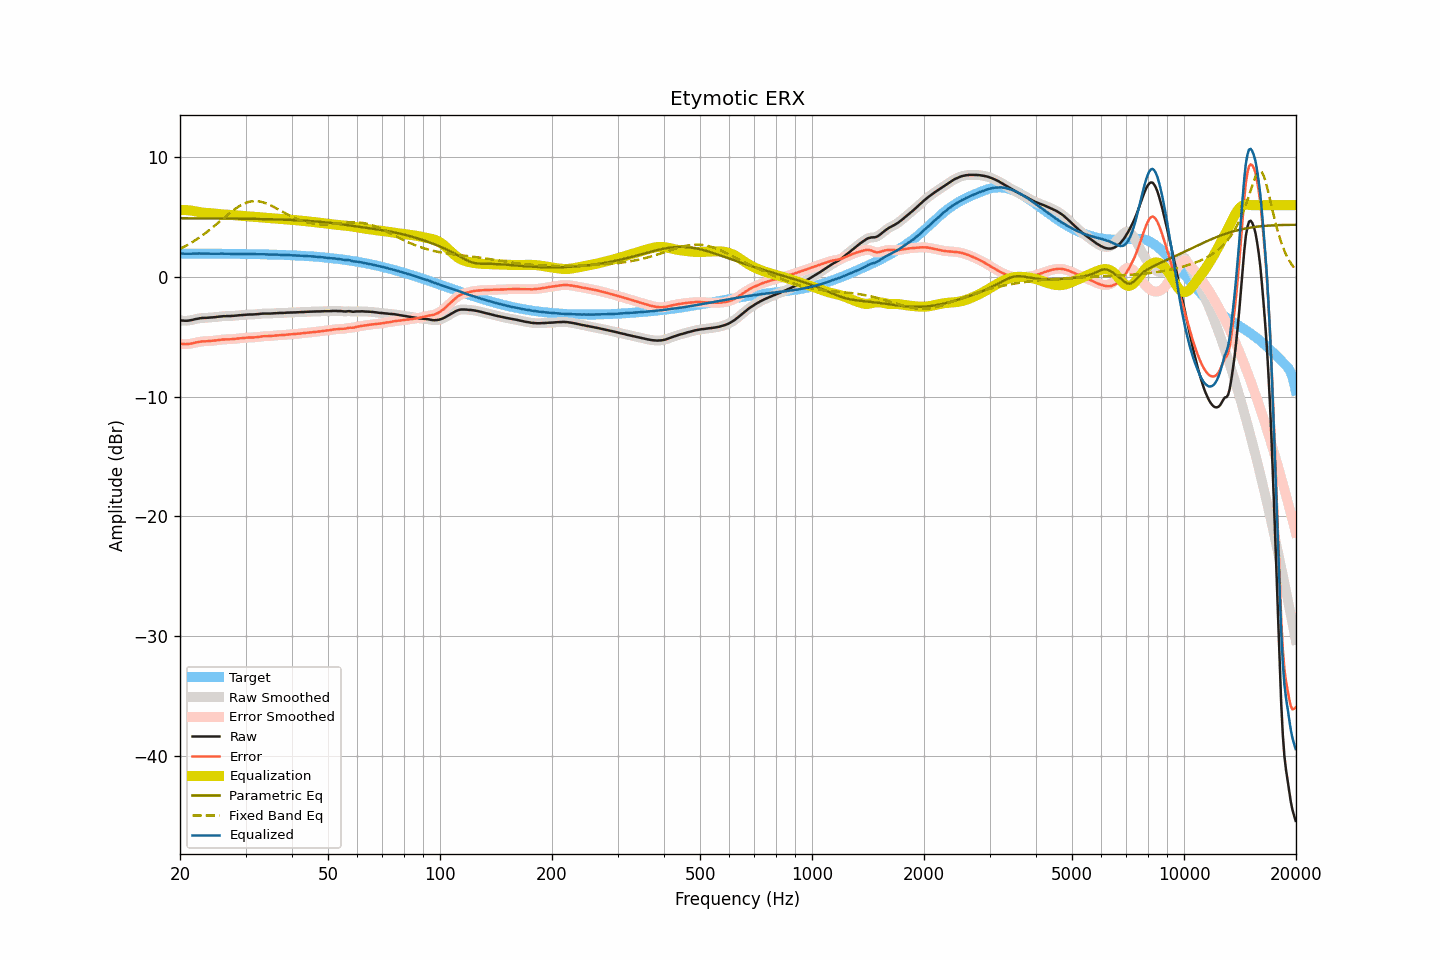 Etymotic ERX
10
0
−10
−20
−30
−40
Amplitude (dBr)
Target
Raw Smoothed
Error Smoothed
Raw
Error
Equalization
Parametric Eq
Fixed Band Eq
Equalized
20 50 100 200 500 1000 2000 5000 10000 20000
Frequency (Hz)